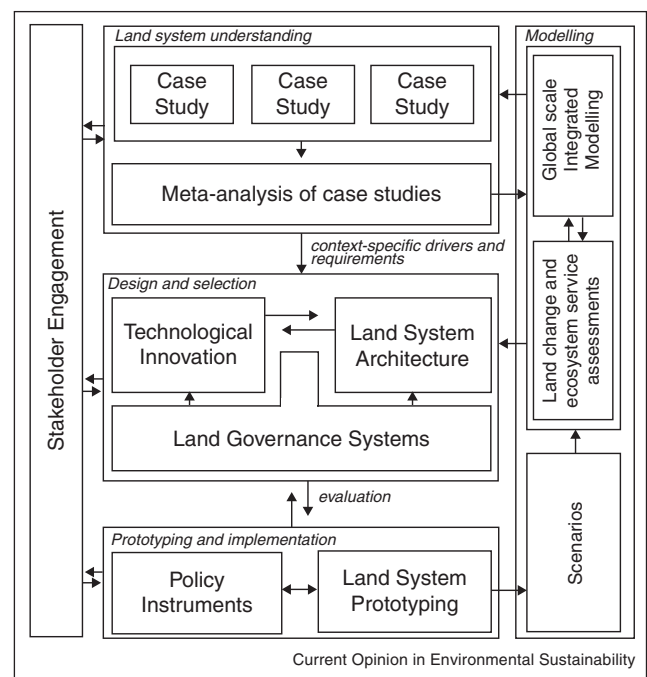 Land system understanding
Case
Study
Case
Study
Case
Study
Meta-analysis of case studies
context-specific drivers and
requirements
Design and selection
Technological
Innovation
Land System
Architecture
Land Governance Systems
evaluation
Prototyping and implementation
Policy
Instruments
Land System
Prototyping
Stakeholder Engagement
Modelling
Global scale
Integrated
Modelling
Land change and
ecosystem service
assessments
Scenarios
Current Opinion in Environmental Sustainability